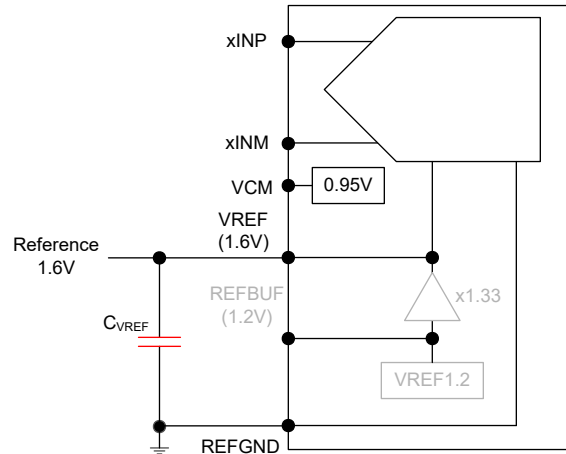 xINP
xINM
VCM
0.95V
VREF
(1.6V)
Reference
1.6V
REFBUF
(1.2V)
x1.33
CVREF
VREF1.2
REFGND